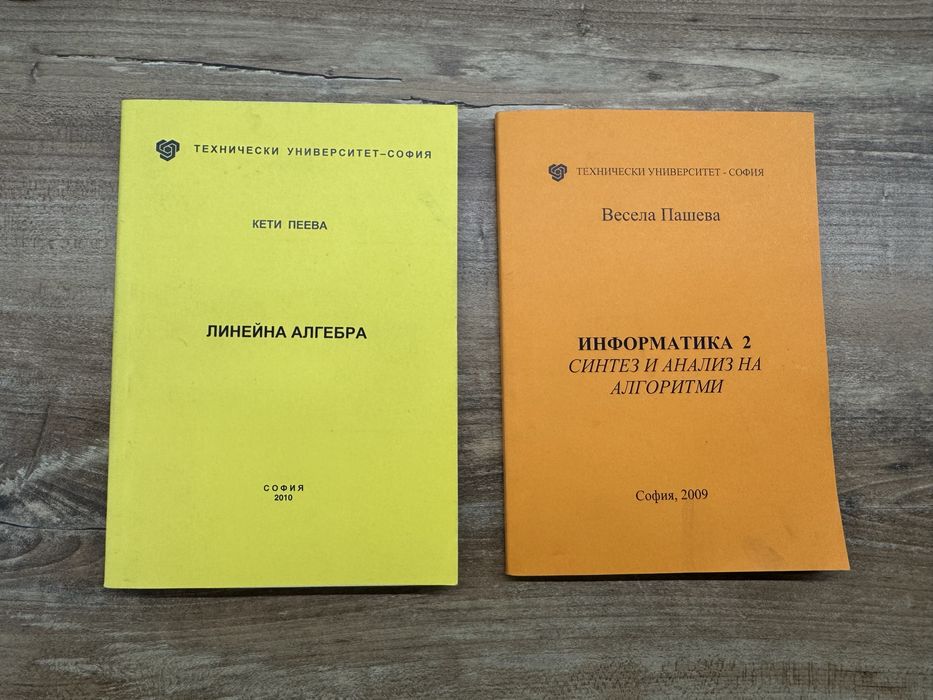 ТЕХНИЧЕСКИ УНИВЕРСИТЕТ–СОФИЯ
КЕТИ ПЕЕВА
ЛИНЕЙНА АЛГЕБРА
СОФИЯ
2010
ТЕХНИЧЕСКИ УНИВЕРСИТЕТ - СОФИЯ
Весела Пашева
ИНФОРМАТИКА 2
СИНТЕЗ И АНАЛИЗ НА
АЛГОРИТМИ
София, 2009